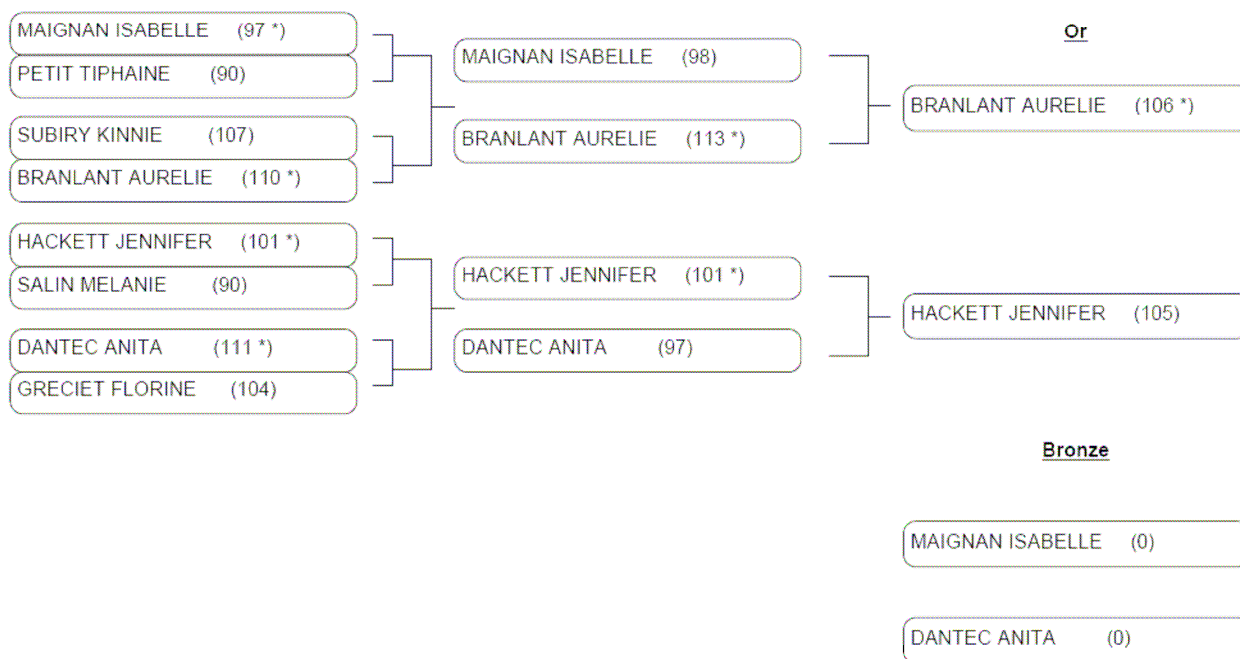 MAIGNAN ISABELLE (97 *)
PETIT TIPHAINE (90)
SUBIRY KINNIE (107)
BRANLANT AURELIE (110 *)
HACKETT JENNIFER (101 *)
SALIN MELANIE (90)
DANTEC ANITA (111 *)
GRECIET FLORINE (104)
MAIGNAN ISABELLE (98)
BRANLANT AURELIE (113 *)
HACKETT JENNIFER (101 *)
DANTEC ANITA (97)
Or
BRANLANT AURELIE (106 *)
HACKETT JENNIFER (105)
Bronze
MAIGNAN ISABELLE (0)
DANTEC ANITA (0)